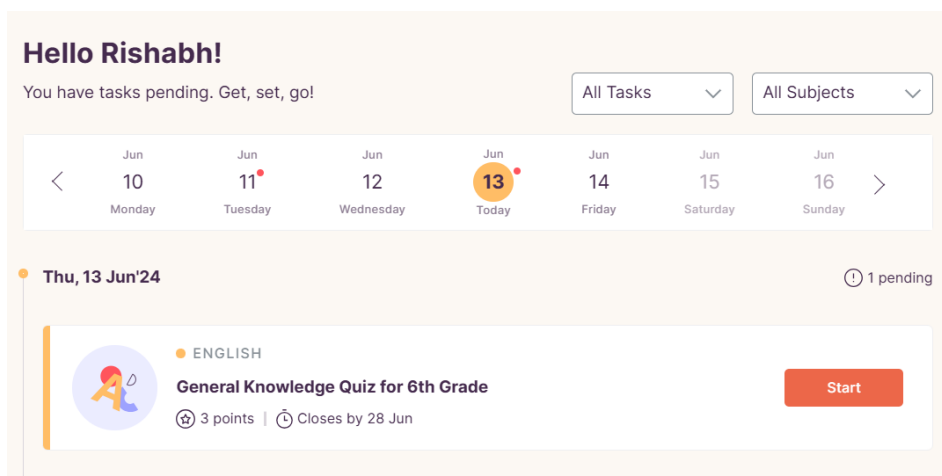 Hello Rishabh!
You have tasks pending. Get, set, go!
All Tasks
All Subjects
Jun Jun Jun Jun Jun Jun Jun
10 11 12 13 14 15 16
Monday Tuesday Wednesday Today Friday Saturday Sunday
Thu, 13 Jun'24
1 pending
ENGLISH
General Knowledge Quiz for 6th Grade
3 points | Closes by 28 Jun
Start